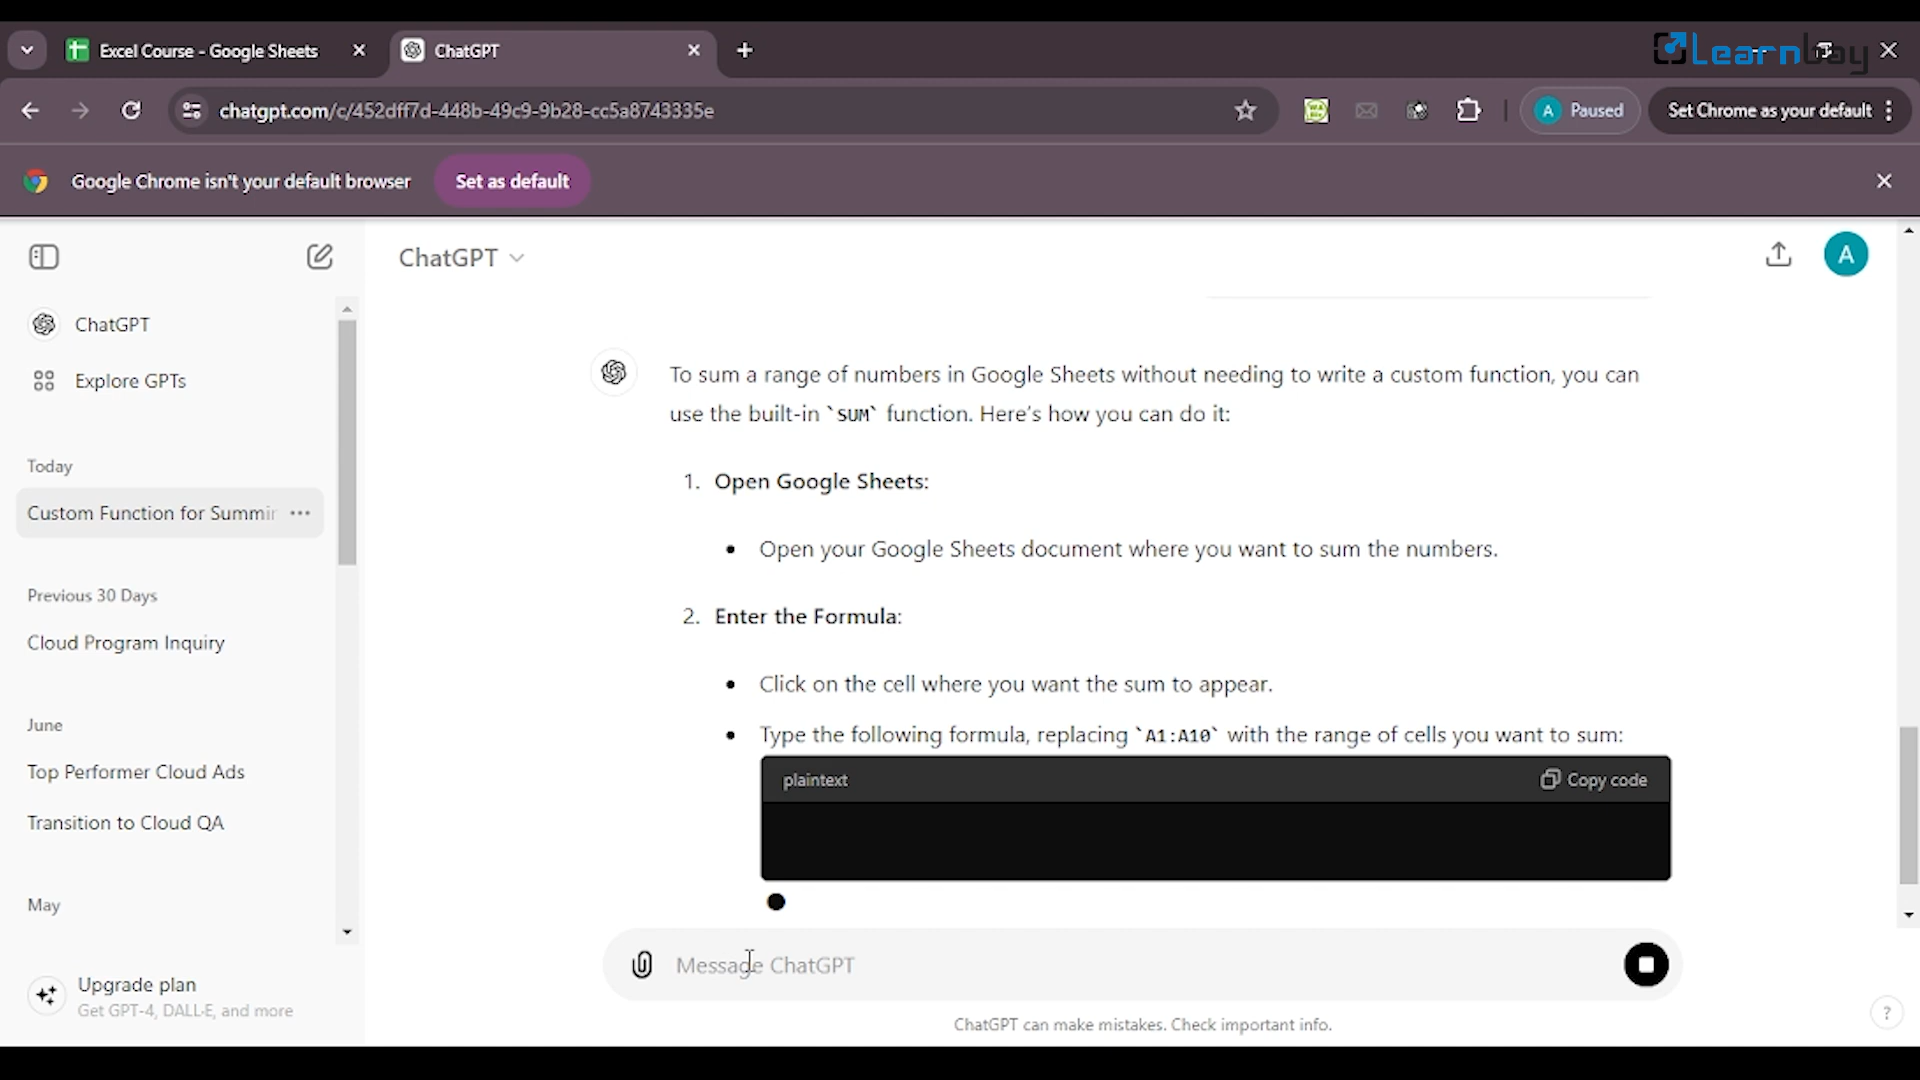 Excel Course - Google Sheets
ChatGPT
Learnbay
chatgpt.com/c/452dff7d-448b-49c9-9b28-cc5a8743335e
A
Paused
Set Chrome as your default
Google Chrome isn't your default browser
Set as default
ChatGPT
A
ChatGPT
Explore GPTs
Today
Custom Function for Summin
Previous 30 Days
Cloud Program Inquiry
June
Top Performer Cloud Ads
Transition to Cloud QA
May
Upgrade plan
Get GPT-4, DALL·E, and more
To sum a range of numbers in Google Sheets without needing to write a custom function, you can
use the built-in `SUM` function. Here's how you can do it:
1. Open Google Sheets:
• Open your Google Sheets document where you want to sum the numbers.
2. Enter the Formula:
• Click on the cell where you want the sum to appear.
• Type the following formula, replacing `A1:A10` with the range of cells you want to sum:
plaintext
Copy code
Message ChatGPT
ChatGPT can make mistakes. Check important info.
?